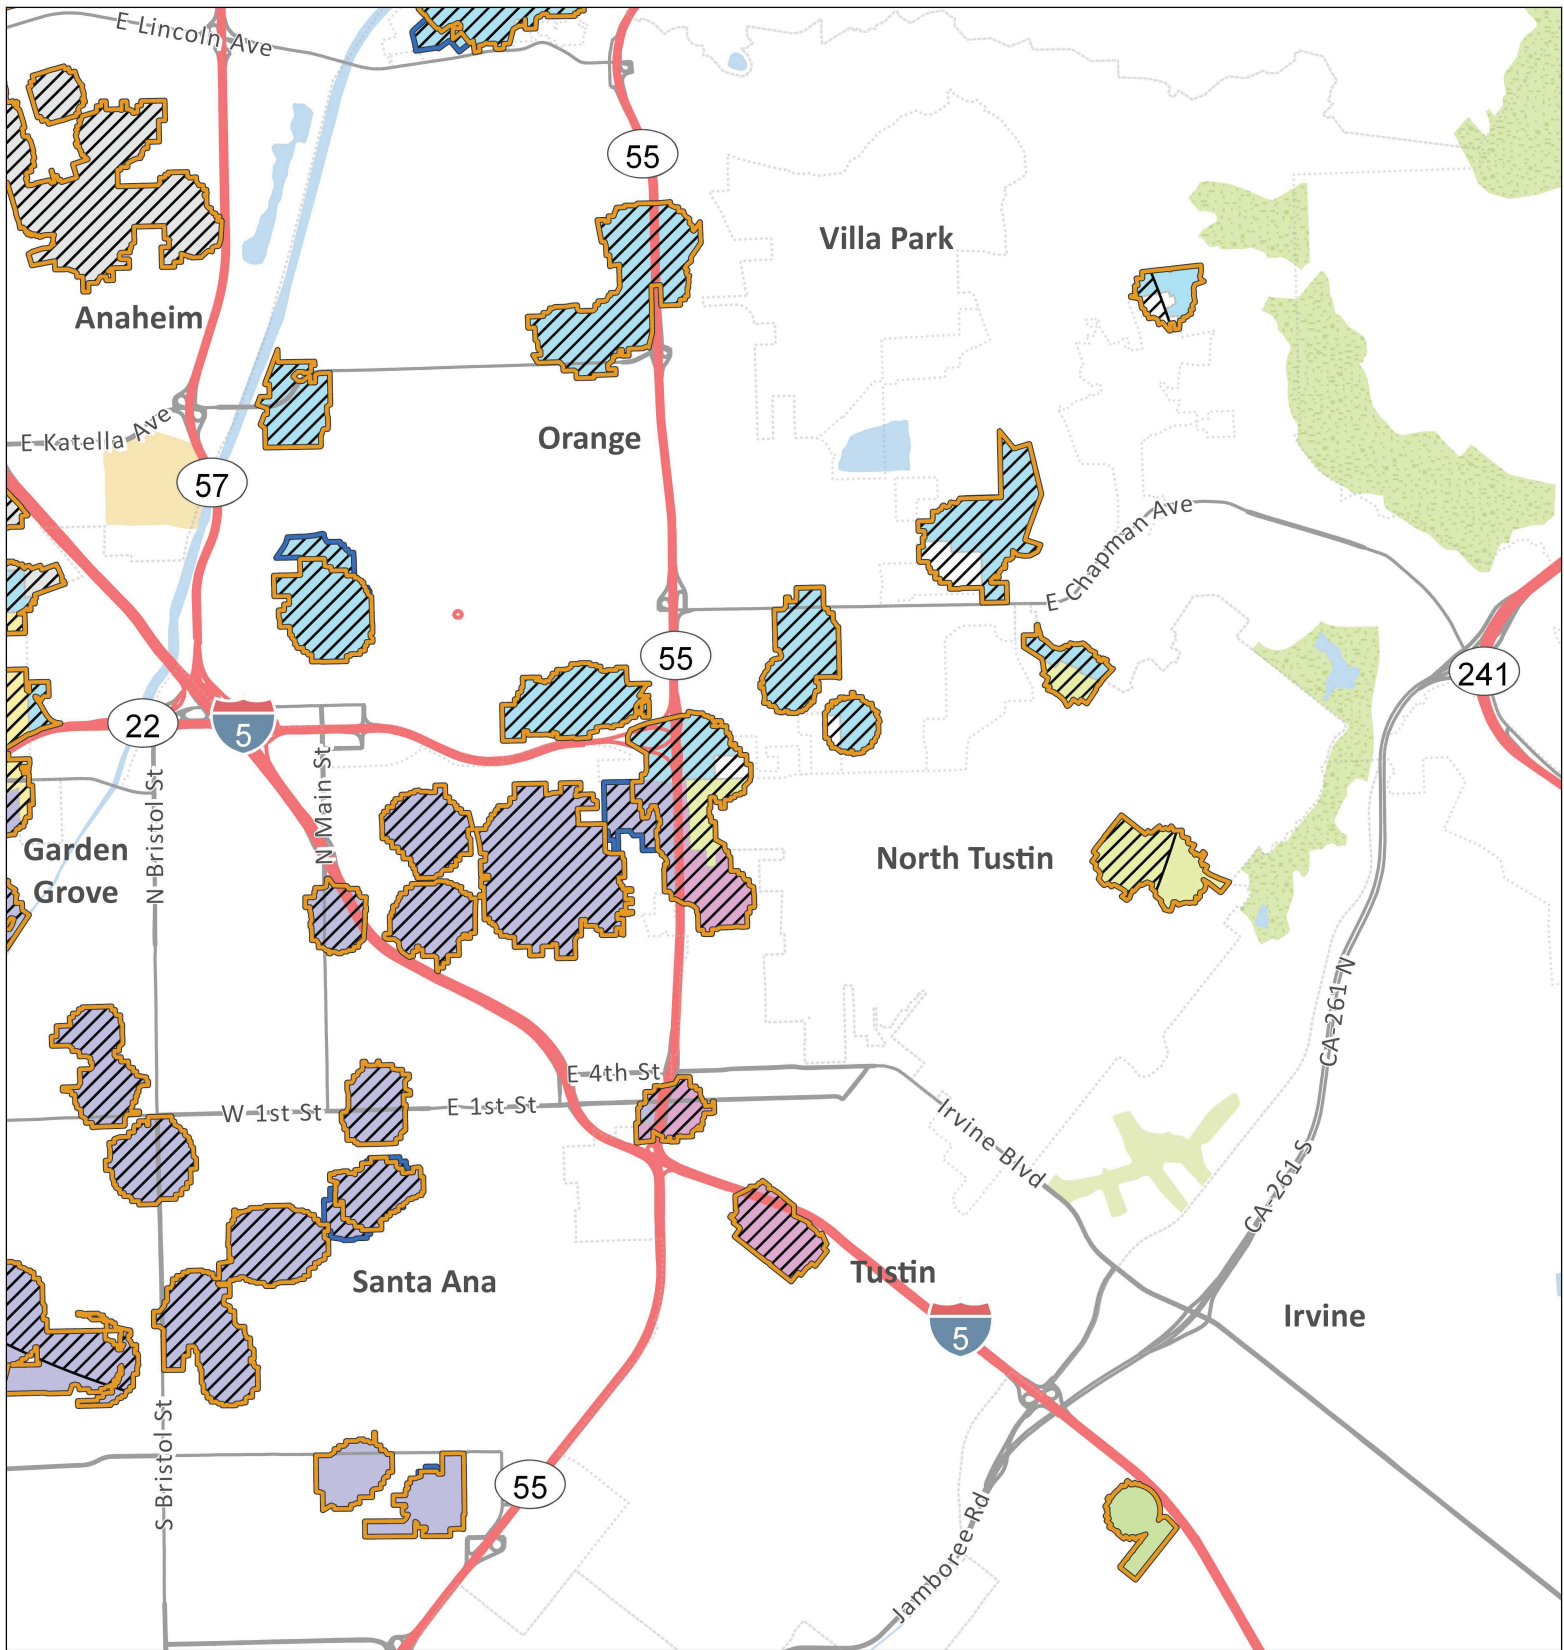 E Lincoln Ave
55
Villa Park
Anaheim
E Katella Ave
Orange
57
E Chapman Ave
55
241
22
5
N Main St
N Bristol St
Garden
Grove
North Tustin
CA-261 N
E 4th St
W 1st St
E 1st St
Irvine Blvd
CA-261 S
Santa Ana
Tustin
Irvine
5
S Bristol St
55
Jamboree Rd